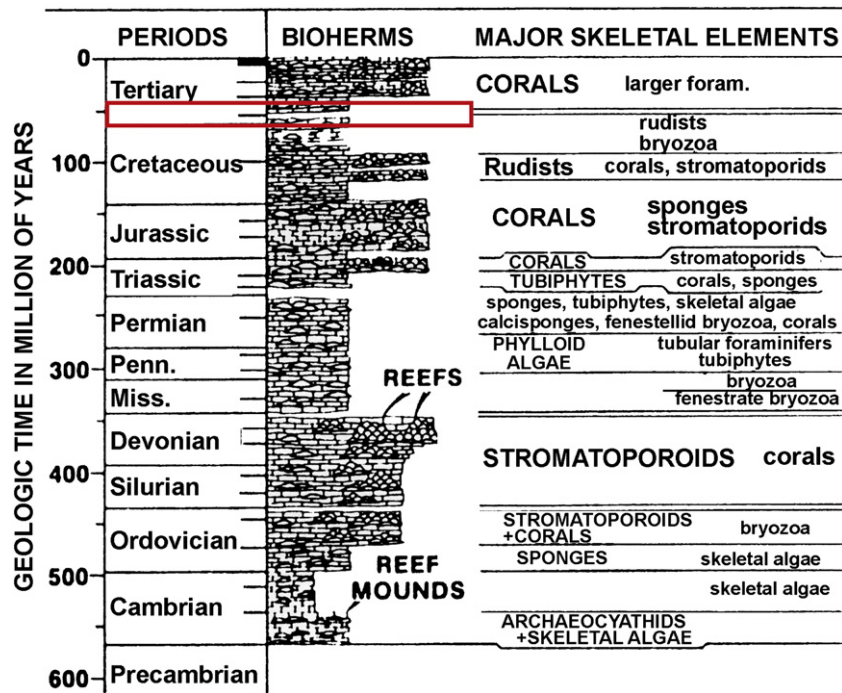 PERIODS BIOHERMS MAJOR SKELETAL ELEMENTS
GEOLOGIC TIME IN MILLION OF YEARS
0
Tertiary CORALS larger foram.
rudists
bryozoa
100 Cretaceous Rudists corals, stromatoporids
CORALS sponges
stromatoporids
Jurassic
200 CORALS stromatoporids
Triassic TUBIPHYTES corals, sponges
sponges, tubiphytes, skeletal algae
Permian calcisponges, fenestellid bryozoa, corals
PHYLLOID tubular foraminifers
300 Penn. ALGAE tubiphytes
REEFS bryozoa
Miss. fenestrate bryozoa
Devonian
400 STROMATOPOROIDS corals
Silurian
STROMATOPOROIDS
+CORALS bryozoa
Ordovician
SPONGES skeletal algae
500 REEF
MOUNDS skeletal algae
Cambrian
ARCHAEOCYATHIDS
+SKELETAL ALGAE
600 Precambrian